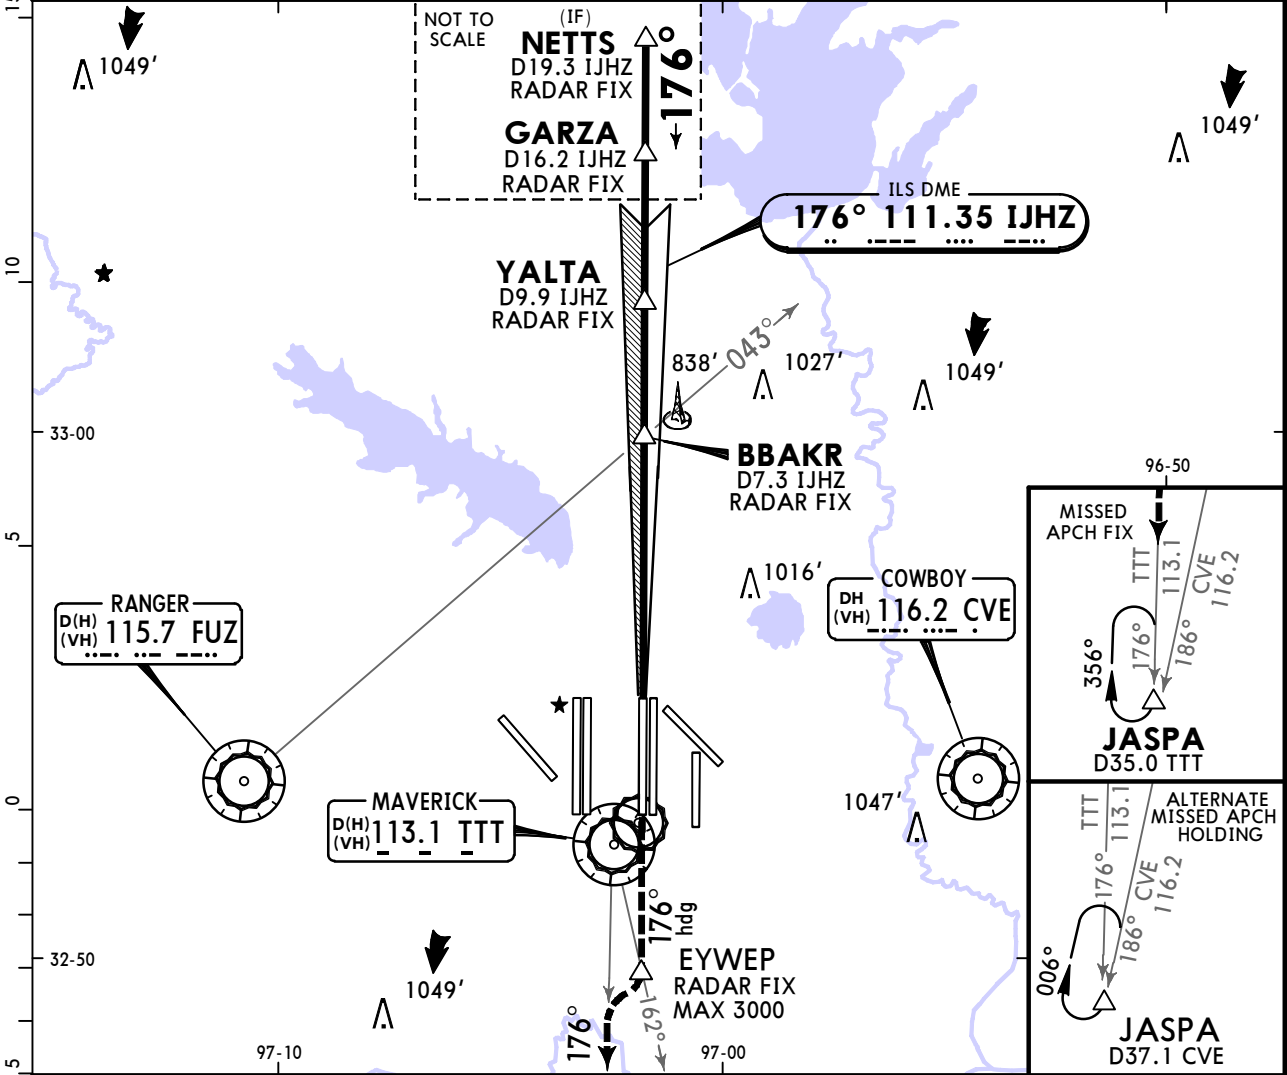 15
NOT TO
SCALE
(IF)
NETTS
D19.3 IJHZ
RADAR FIX
176°
1049'
1049'
GARZA
D16.2 IJHZ
RADAR FIX
ILS DME
176° 111.35 IJHZ
10
YALTA
D9.9 IJHZ
RADAR FIX
043°
838'
1027'
1049'
33-00
BBAKR
D7.3 IJHZ
RADAR FIX
96-50
5
1016'
RANGER
D(H)
(VH)
115.7 FUZ
COWBOY
DH
(VH)
116.2 CVE
MISSED
APCH FIX
TTT
113.1
CVE
116.2
176°
186°
356°
JASPA
D35.0 TTT
0
MAVERICK
D(H)
(VH)
113.1 TTT
1047'
ALTERNATE
MISSED APCH
HOLDING
TTT
113.1
CVE
116.2
176°
186°
006°
JASPA
D37.1 CVE
176°
hdg
32-50
1049'
EYWEP
RADAR FIX
MAX 3000
176°
162°
97-10
97-00
5